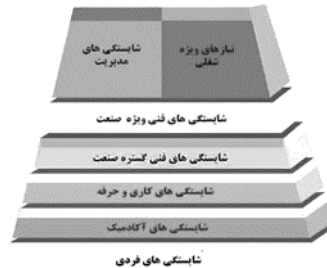 نیازهای ویژه شغلی
شایستگی های مدیریت
شایستگی های فنی ویژه صنعت
شایستگی های فنی گستره صنعت
شایستگی های کاری و حرفه
شایستگی های آکادمیک
شایستگی های فردی